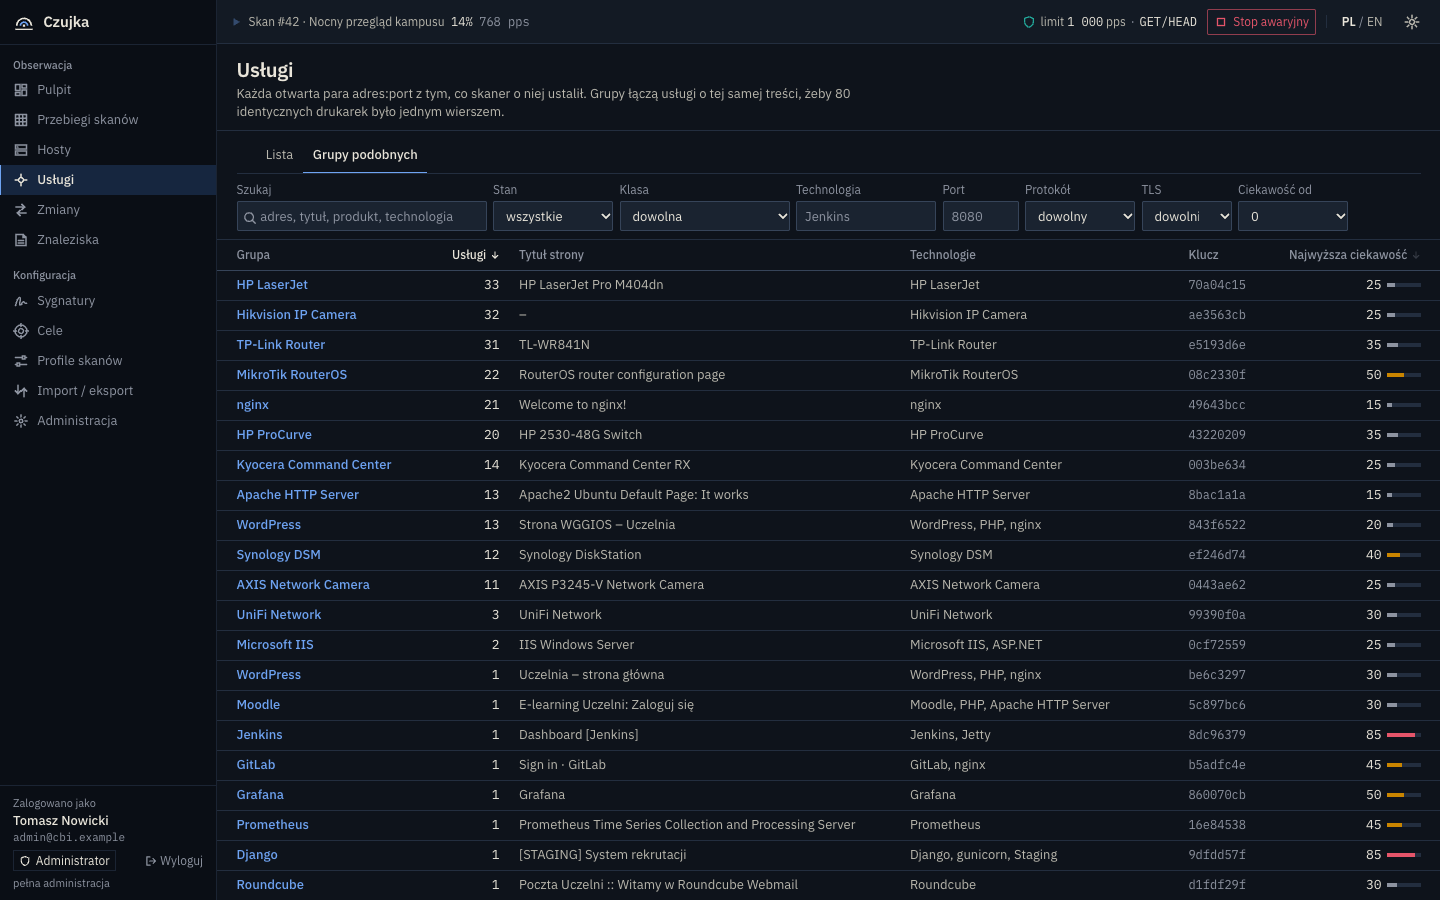 Czujka
Skan #42 · Nocny przegląd kampusu 14% 768 pps
limit 1 000 pps · GET/HEAD
Stop awaryjny
PL / EN
Obserwacja
Pulpit
Przebiegi skanów
Hosty
Usługi
Zmiany
Znaleziska
Konfiguracja
Sygnatury
Cele
Profile skanów
Import / eksport
Administracja
Zalogowano jako
Tomasz Nowicki
admin@cbi.example
Administrator
Wyloguj
pełna administracja
Usługi
Każda otwarta para adres:port z tym, co skaner o niej ustalił. Grupy łączą usługi o tej samej treści, żeby 80
identycznych drukarek było jednym wierszem.
Lista Grupy podobnych
Szukaj Stan Klasa Technologia Port Protokół TLS Ciekawość od
adres, tytuł, produkt, technologia wszystkie dowolna Jenkins 8080 dowolny dowolni 0
Grupa Usługi ↓ Tytuł strony Technologie Klucz Najwyższa ciekawość ↓
HP LaserJet 33 HP LaserJet Pro M404dn HP LaserJet 70a04c15 25
Hikvision IP Camera 32 – Hikvision IP Camera ae3563cb 25
TP-Link Router 31 TL-WR841N TP-Link Router e5193d6e 35
MikroTik RouterOS 22 RouterOS router configuration page MikroTik RouterOS 08c2330f 50
nginx 21 Welcome to nginx! nginx 49643bcc 15
HP ProCurve 20 HP 2530-48G Switch HP ProCurve 43220209 35
Kyocera Command Center 14 Kyocera Command Center RX Kyocera Command Center 003be634 25
Apache HTTP Server 13 Apache2 Ubuntu Default Page: It works Apache HTTP Server 8bac1a1a 15
WordPress 13 Strona WGGIOS – Uczelnia WordPress, PHP, nginx 843f6522 20
Synology DSM 12 Synology DiskStation Synology DSM ef246d74 40
AXIS Network Camera 11 AXIS P3245-V Network Camera AXIS Network Camera 0443ae62 25
UniFi Network 3 UniFi Network UniFi Network 99390f0a 30
Microsoft IIS 2 IIS Windows Server Microsoft IIS, ASP.NET 0cf72559 25
WordPress 1 Uczelnia – strona główna WordPress, PHP, nginx be6c3297 30
Moodle 1 E-learning Uczelni: Zaloguj się Moodle, PHP, Apache HTTP Server 5c897bc6 30
Jenkins 1 Dashboard [Jenkins] Jenkins, Jetty 8dc96379 85
GitLab 1 Sign in · GitLab GitLab, nginx b5adfc4e 45
Grafana 1 Grafana Grafana 860070cb 50
Prometheus 1 Prometheus Time Series Collection and Processing Server Prometheus 16e84538 45
Django 1 [STAGING] System rekrutacji Django, gunicorn, Staging 9dfdd57f 85
Roundcube 1 Poczta Uczelni :: Witamy w Roundcube Webmail Roundcube d1fdf29f 30